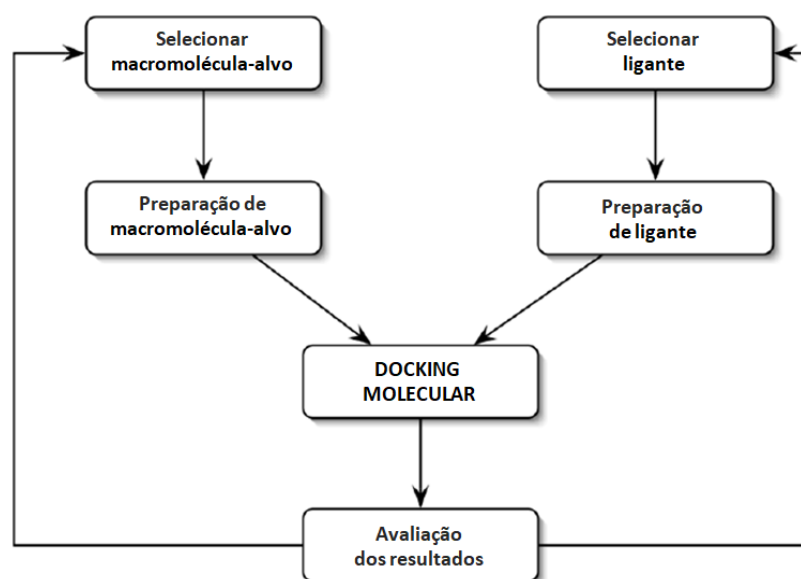 Selecionar
macromolécula-alvo
Selecionar
ligante
Preparação de
macromolécula-alvo
Preparação
de ligante
DOCKING
MOLECULAR
Avaliação
dos resultados